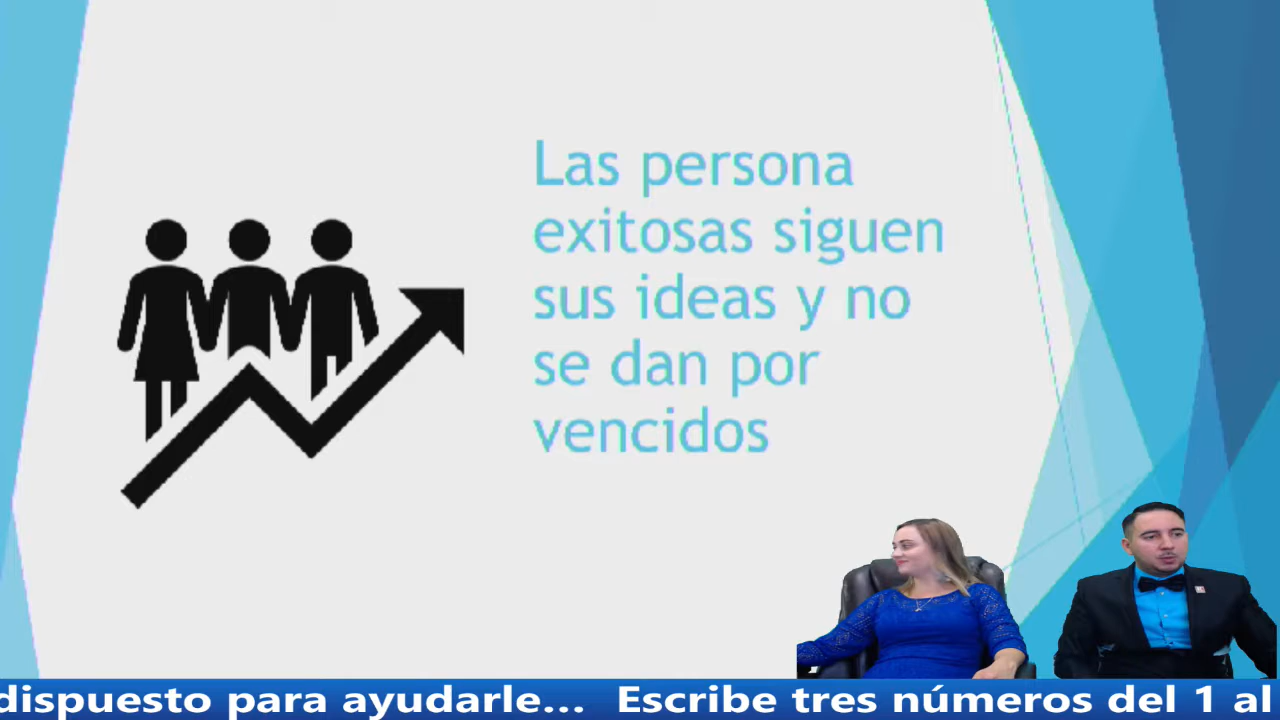 Las persona
exitosas siguen
sus ideas y no
se dan por
vencidos
dispuesto para ayudarle... Escribe tres números del 1 al